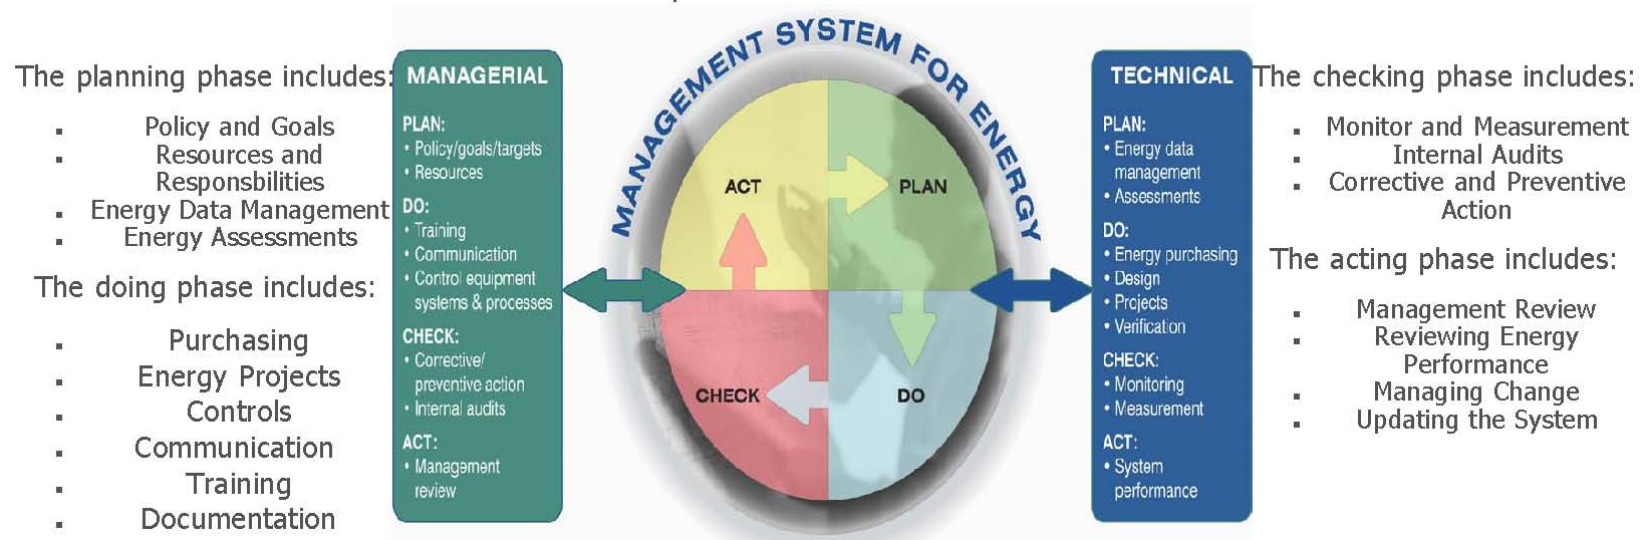 The planning phase includes:
▪ Policy and Goals
▪ Resources and
Responsbilities
▪ Energy Data Management
▪ Energy Assessments
The doing phase includes:
▪ Purchasing
▪ Energy Projects
▪ Controls
▪ Communication
▪ Training
▪ Documentation
MANAGERIAL
PLAN:
• Policy/goals/targets
• Resources
DO:
• Training
• Communication
• Control equipment
systems & processes
CHECK:
• Corrective/
preventive action
• Internal audits
ACT:
• Management
review
MANAGEMENT SYSTEM FOR ENERGY
ACT
PLAN
CHECK
DO
TECHNICAL
PLAN:
• Energy data
management
• Assessments
DO:
• Energy purchasing
• Design
• Projects
• Verification
CHECK:
• Monitoring
• Measurement
ACT:
• System
performance
The checking phase includes:
▪ Monitor and Measurement
▪ Internal Audits
▪ Corrective and Preventive
Action
The acting phase includes:
▪ Management Review
▪ Reviewing Energy
Performance
▪ Managing Change
▪ Updating the System